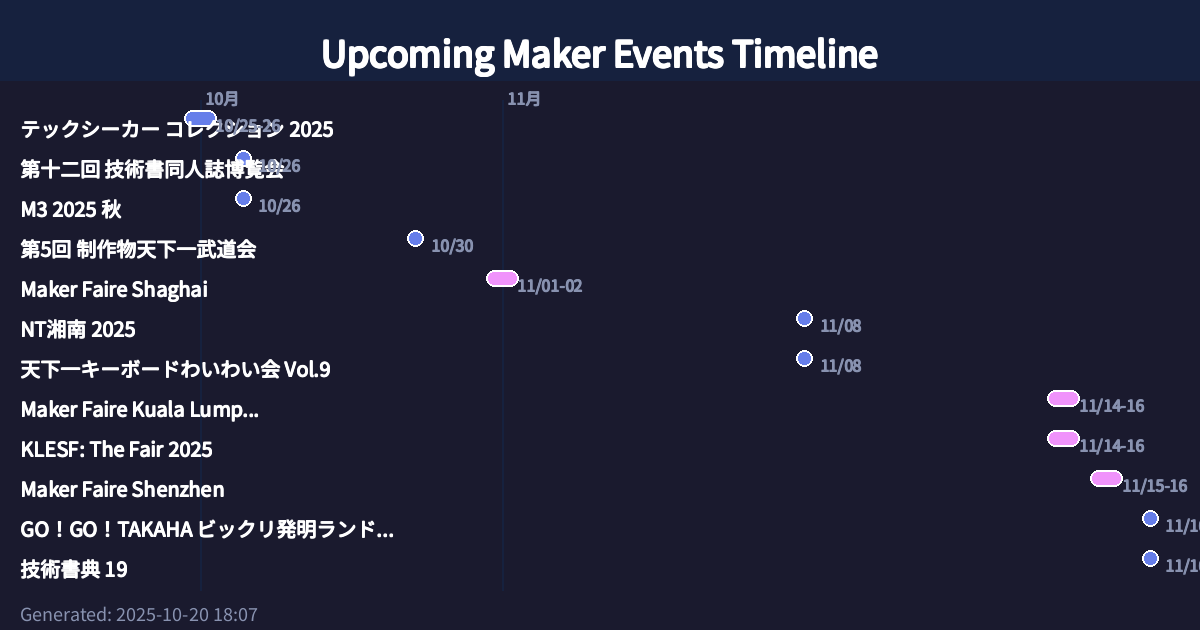 Upcoming Maker Events Timeline
10月 11月
テックシーカー コレクション 2025 10/25-26
第十二回 技術書同人誌博覧会 10/26
M3 2025 秋 10/26
第5回 制作物天下一武道会 10/30
Maker Faire Shaghai 11/01-02
NT湘南 2025 11/08
天下一キーボードわいわい会 Vol.9 11/08
Maker Faire Kuala Lump... 11/14-16
KLESF: The Fair 2025 11/14-16
Maker Faire Shenzhen 11/15-16
GO！GO！TAKAHA ビックリ発明ランド...
技術書典 19
Generated: 2025-10-20 18:07